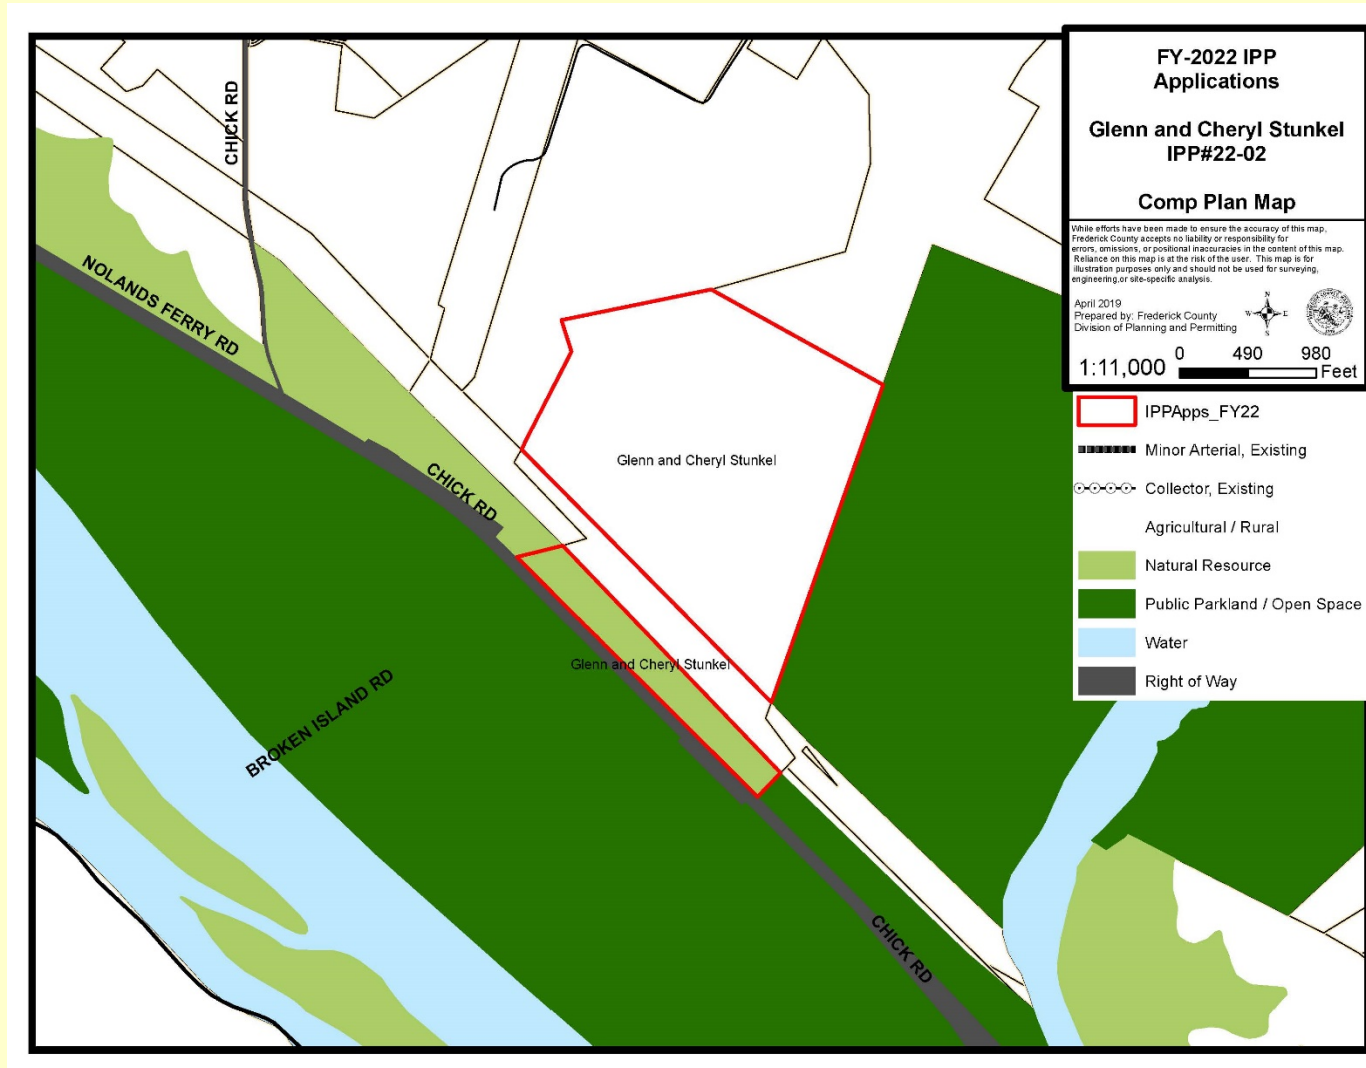 FY-2022 IPP
Applications
Glenn and Cheryl Stunkel
IPP#22-02
Comp Plan Map
While efforts have been made to ensure the accuracy of this map,
Frederick County accepts no liability or responsibility for
errors, omissions, or positional inaccuracies in the content of this map.
Reliance on this map is at the risk of the user. This map is for
illustration purposes only and should not be used for surveying,
engineering,or site-specific analysis.
April 2019
Prepared by: Frederick County
Division of Planning and Permitting
N
W
E
1:11,000
0 490 980
Feet
IPPApps_FY22
Minor Arterial, Existing
Collector, Existing
Agricultural / Rural
Natural Resource
Public Parkland / Open Space
Water
Right of Way
CHICK RD
NOLANDS FERRY RD
CHICK RD
Glenn and Cheryl Stunkel
Glenn and Cheryl Stunkel
BROKEN ISLAND RD
CHICK RD